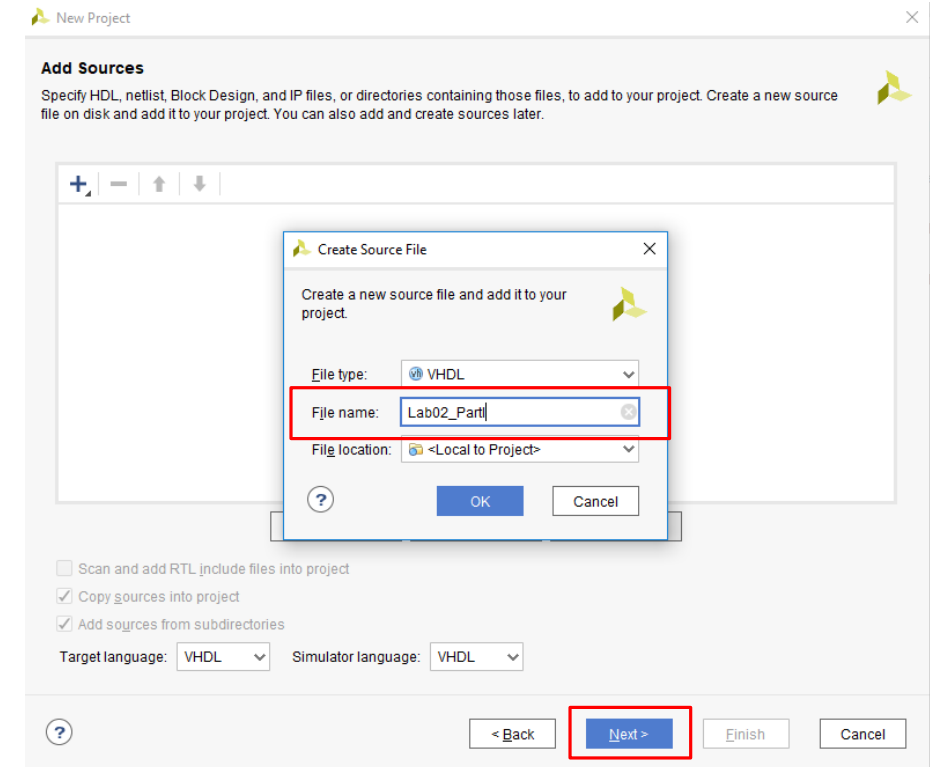 New Project
Add Sources
Specify HDL, netlist, Block Design, and IP files, or directories containing those files, to add to your project. Create a new source
file on disk and add it to your project. You can also add and create sources later.
Create Source File
Create a new source file and add it to your
project.
File type: VHDL
File name: Lab02_PartI
File location: <Local to Project>
? OK Cancel
Scan and add RTL include files into project
Copy sources into project
Add sources from subdirectories
Target language: VHDL Simulator language: VHDL
? < Back Next > Finish Cancel